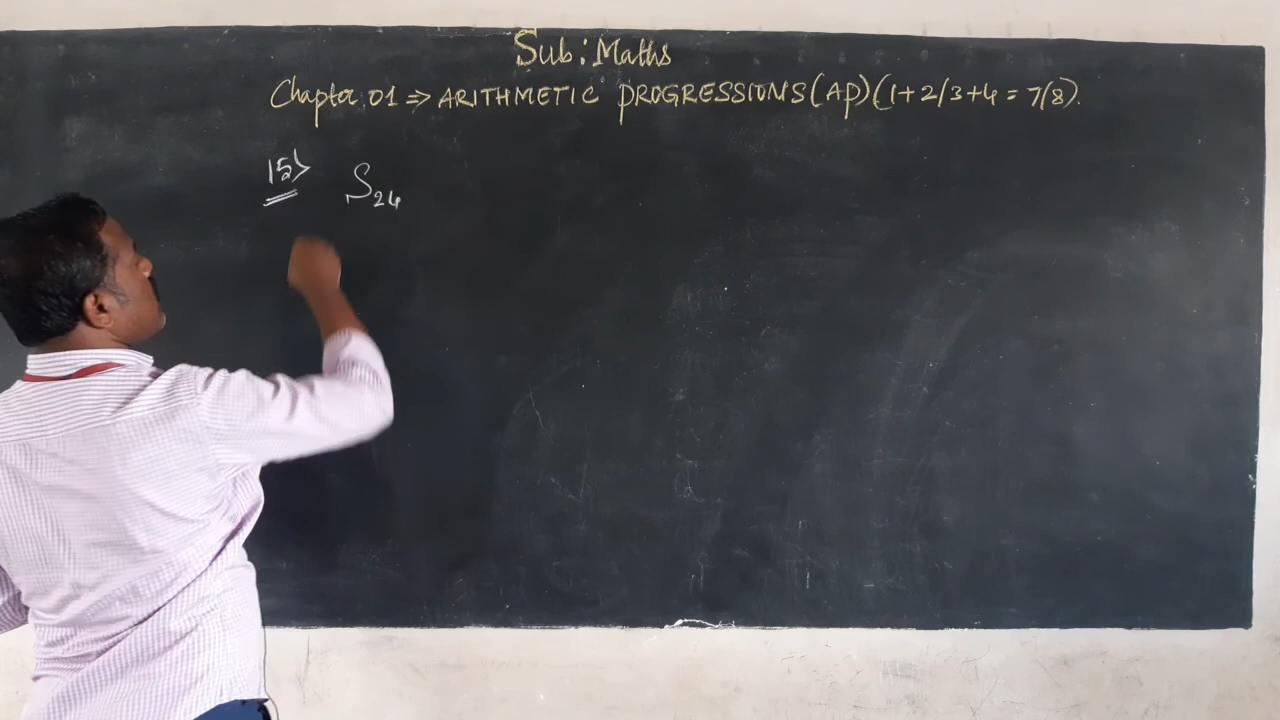 Sub: Maths
Chapter 01 ⇒ ARITHMETIC PROGRESSIONS (AP) (1+2/3+4 = 7/8).
15> S₂₄